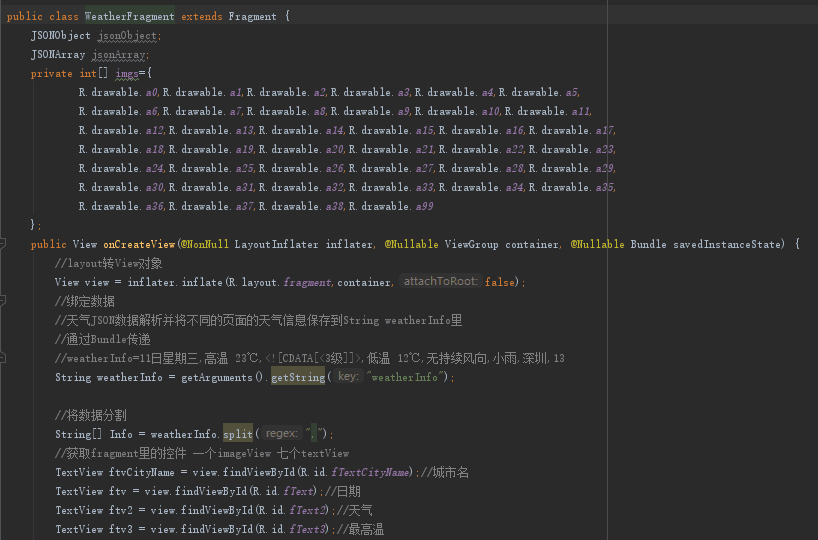 public class WeatherFragment extends Fragment {
JSONObject jsonObject;
JSONArray jsonArray;
private int[] imgs={
R.drawable.a0,R.drawable.a1,R.drawable.a2,R.drawable.a3,R.drawable.a4,R.drawable.a5,
R.drawable.a6,R.drawable.a7,R.drawable.a8,R.drawable.a9,R.drawable.a10,R.drawable.a11,
R.drawable.a12,R.drawable.a13,R.drawable.a14,R.drawable.a15,R.drawable.a16,R.drawable.a17,
R.drawable.a18,R.drawable.a19,R.drawable.a20,R.drawable.a21,R.drawable.a22,R.drawable.a23,
R.drawable.a24,R.drawable.a25,R.drawable.a26,R.drawable.a27,R.drawable.a28,R.drawable.a29,
R.drawable.a30,R.drawable.a31,R.drawable.a32,R.drawable.a33,R.drawable.a34,R.drawable.a35,
R.drawable.a36,R.drawable.a37,R.drawable.a38,R.drawable.a99
};
public View onCreateView(@NonNull LayoutInflater inflater, @Nullable ViewGroup container, @Nullable Bundle savedInstanceState) {
//layout转View对象
View view = inflater.inflate(R.layout.fragment,container, attachToRoot: false);
//绑定数据
//天气JSON数据解析并将不同的页面的天气信息保存到String weatherInfo里
//通过Bundle传递
//weatherInfo=11日星期三,高温 23℃,<![CDATA[<3级]]>,低温 12℃,无持续风向,小雨,深圳,13
String weatherInfo = getArguments().getString( key: "weatherInfo");
//将数据分割
String[] Info = weatherInfo.split( regex: ",");
//获取fragment里的控件 一个imageView 七个textView
TextView ftvCityName = view.findViewById(R.id.fTextCityName);//城市名
TextView ftv = view.findViewById(R.id.fText);//日期
TextView ftv2 = view.findViewById(R.id.fText2);//天气
TextView ftv3 = view.findViewById(R.id.fText3);//最高温